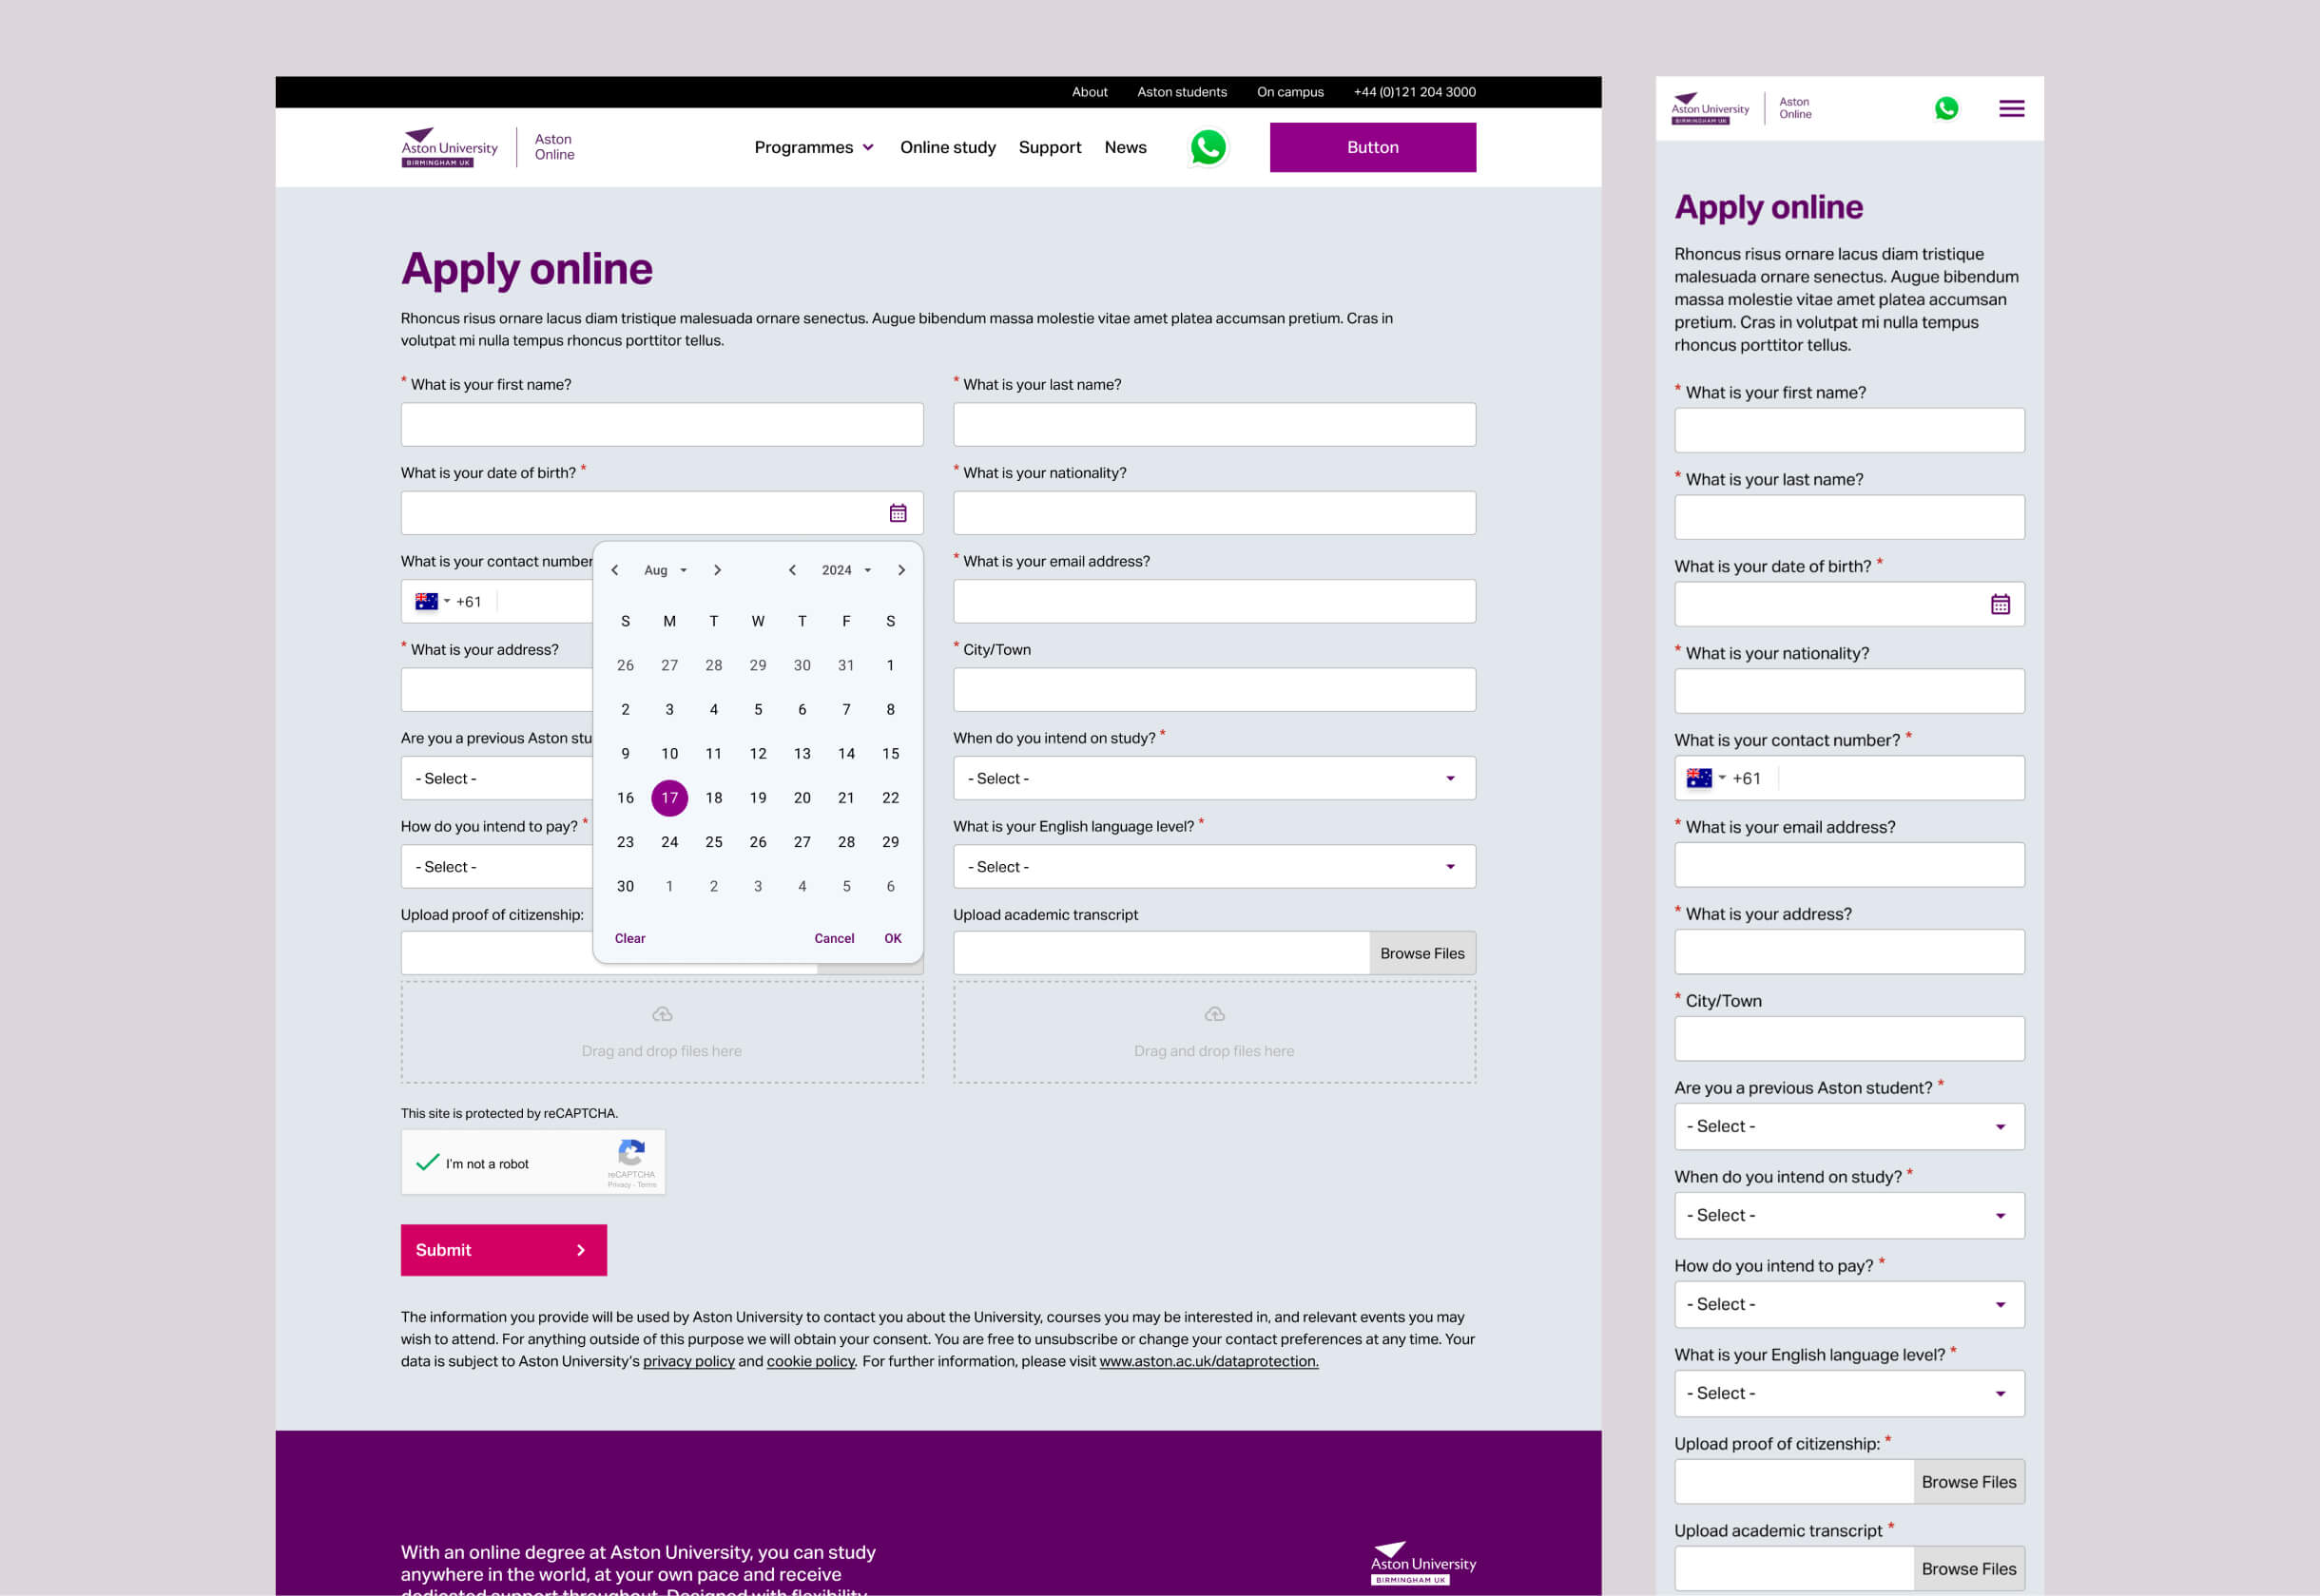 About Aston students On campus +44 (0)121 204 3000
Aston University
BIRMINGHAM UK
Aston
Online
Programmes Online study Support News Button
Apply online
Rhoncus risus ornare lacus diam tristique malesuada ornare senectus. Augue bibendum massa molestie vitae amet platea accumsan pretium. Cras in
volutpat mi nulla tempus rhoncus porttitor tellus.
* What is your first name?
* What is your last name?
What is your date of birth? *
* What is your nationality?
What is your contact number
+61
* What is your email address?
* What is your address?
* City/Town
Are you a previous Aston stu
- Select -
When do you intend on study? *
- Select -
How do you intend to pay? *
- Select -
What is your English language level? *
- Select -
Upload proof of citizenship:
Upload academic transcript
Browse Files
Aug 2024
S M T W T F S
26 27 28 29 30 31 1
2 3 4 5 6 7 8
9 10 11 12 13 14 15
16 17 18 19 20 21 22
23 24 25 26 27 28 29
30 1 2 3 4 5 6
Clear Cancel OK
Drag and drop files here
Drag and drop files here
This site is protected by reCAPTCHA.
I'm not a robot
reCAPTCHA
Privacy - Terms
Submit
The information you provide will be used by Aston University to contact you about the University, courses you may be interested in, and relevant events you may
wish to attend. For anything outside of this purpose we will obtain your consent. You are free to unsubscribe or change your contact preferences at any time. Your
data is subject to Aston University's privacy policy and cookie policy. For further information, please visit www.aston.ac.uk/dataprotection.
With an online degree at Aston University, you can study
anywhere in the world, at your own pace and receive
dedicated support throughout. Designed with flexibility
Aston University
BIRMINGHAM UK
Aston University
BIRMINGHAM UK
Aston
Online
Apply online
Rhoncus risus ornare lacus diam tristique
malesuada ornare senectus. Augue bibendum
massa molestie vitae amet platea accumsan
pretium. Cras in volutpat mi nulla tempus
rhoncus porttitor tellus.
* What is your first name?
* What is your last name?
What is your date of birth? *
* What is your nationality?
What is your contact number? *
+61
* What is your email address?
* What is your address?
* City/Town
Are you a previous Aston student? *
- Select -
When do you intend on study? *
- Select -
How do you intend to pay? *
- Select -
What is your English language level? *
- Select -
Upload proof of citizenship: *
Browse Files
Upload academic transcript *
Browse Files